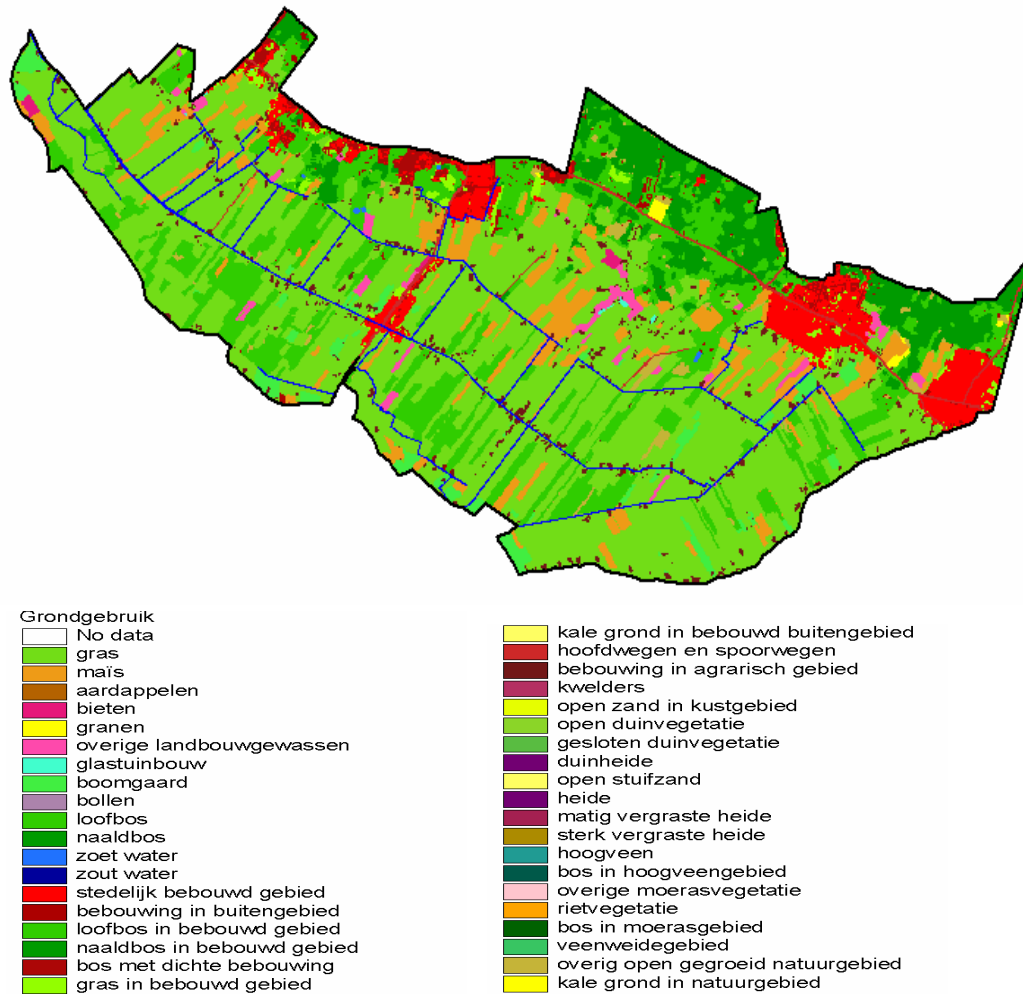 Grondgebruik
No data
gras
maïs
aardappelen
bieten
granen
overige landbouwgewassen
glastuinbouw
boomgaard
bollen
loofbos
naaldbos
zoet water
zout water
stedelijk bebouwd gebied
bebouwing in buitengebied
loofbos in bebouwd gebied
naaldbos in bebouwd gebied
bos met dichte bebouwing
gras in bebouwd gebied
kale grond in bebouwd buitengebied
hoofdwegen en spoorwegen
bebouwing in agrarisch gebied
kwelders
open zand in kustgebied
open duinvegetatie
gesloten duinvegetatie
duinheide
open stuifzand
heide
matig vergraste heide
sterk vergraste heide
hoogveen
bos in hoogveengebied
overige moerasvegetatie
rietvegetatie
bos in moerasgebied
veenweidegebied
overig open gegroeid natuurgebied
kale grond in natuurgebied